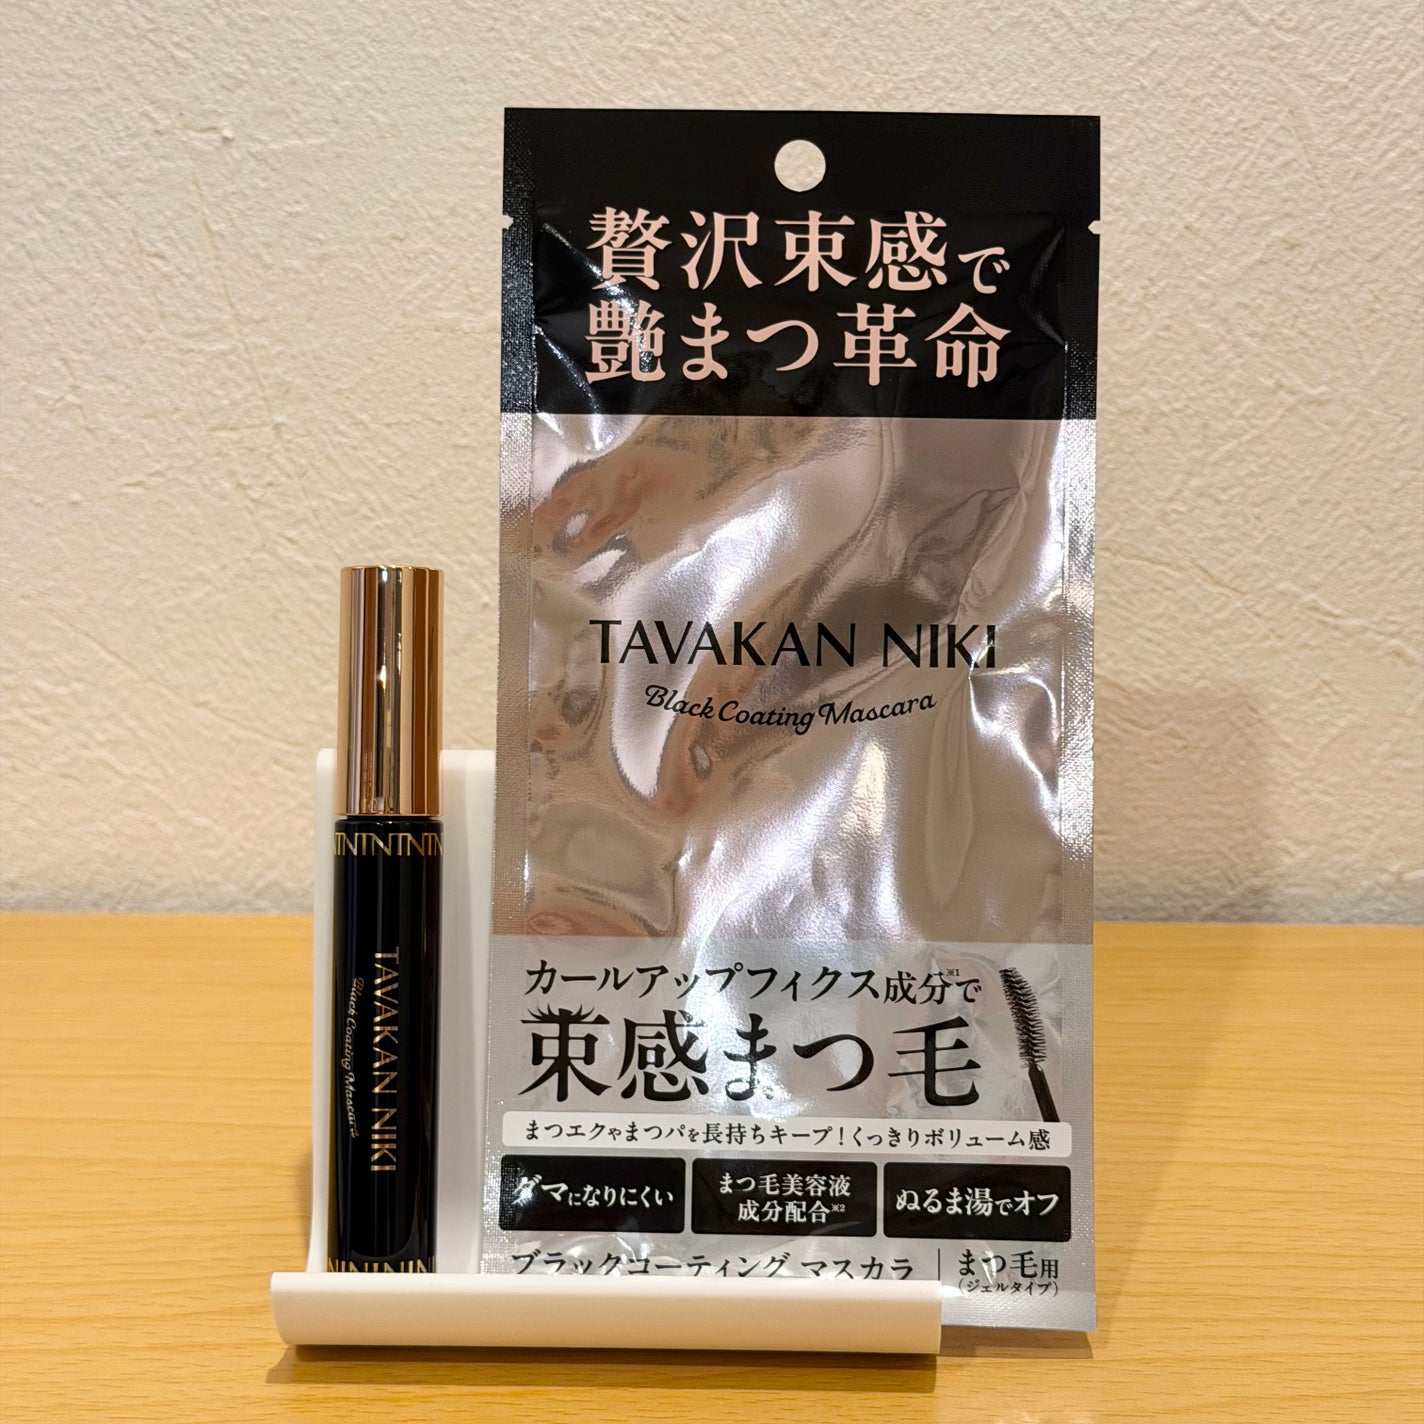 贅沢束感で
艶まつ革命
TAVAKAN NIKI
Black Coating Mascara
カールアップフィクス成分※1で
束感まつ毛
まつエクやまつパを長持ちキープ!くっきりボリューム感
ダマになりにくい
まつ毛美容液
成分配合※2
ぬるま湯でオフ
ブラックコーティング マスカラ
まつ毛用
(ジェルタイプ)
TNTNTNTN
TAVAKAN NIKI
Black Coating Mascara